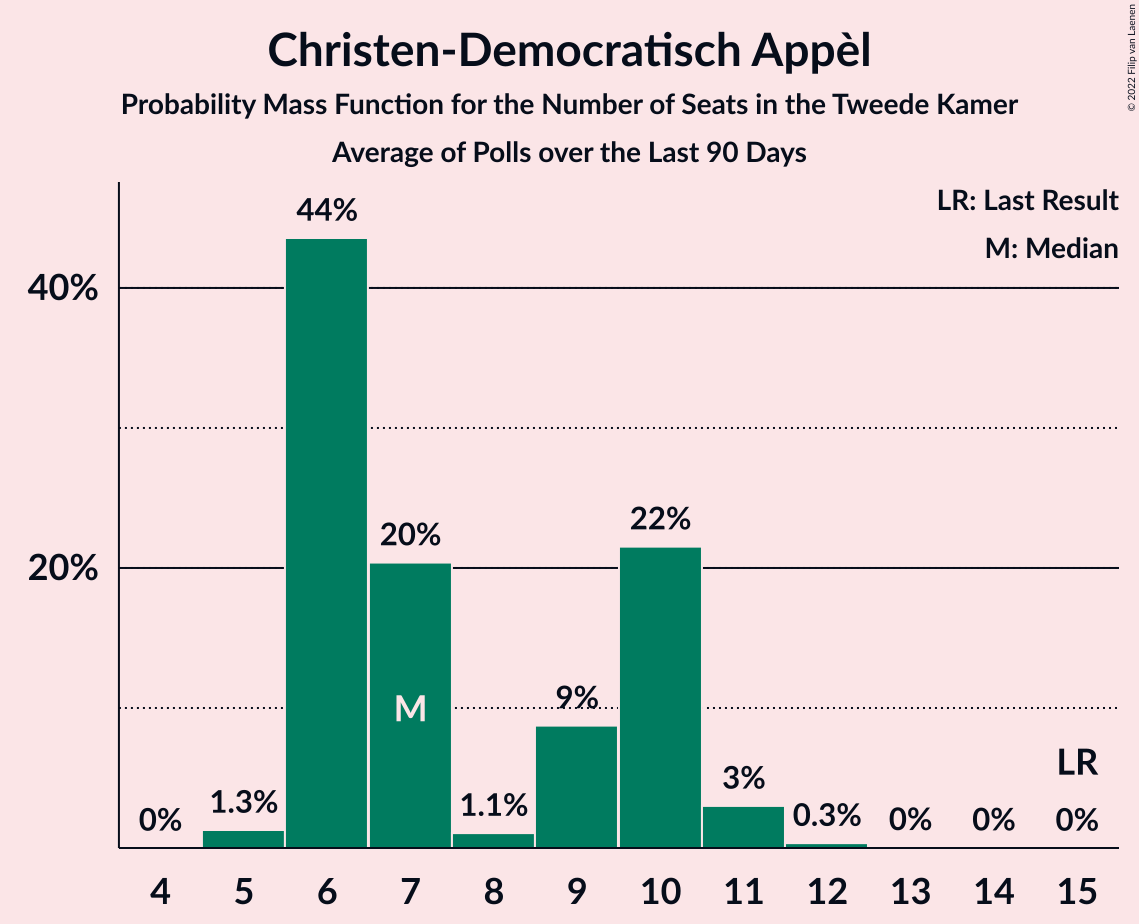 Christen-Democratisch Appèl
Probability Mass Function for the Number of Seats in the Tweede Kamer
Average of Polls over the Last 90 Days
© 2022 Filip van Laenen
LR: Last Result
M: Median
44%
40%
22%
20%
20%
M
9%
LR
3%
1.3%
1.1%
0.3%
0%
0%
0%
0%
4 5 6 7 8 9 10 11 12 13 14 15